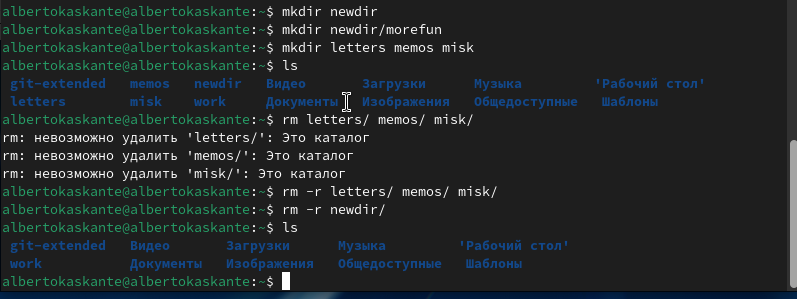 albertokaskante@albertokaskante:~$ mkdir newdir
albertokaskante@albertokaskante:~$ mkdir newdir/morefun
albertokaskante@albertokaskante:~$ mkdir letters memos misk
albertokaskante@albertokaskante:~$ ls
git-extended memos newdir Видео Загрузки Музыка 'Рабочий стол'
letters misk work Документы Изображения Общедоступные Шаблоны
albertokaskante@albertokaskante:~$ rm letters/ memos/ misk/
rm: невозможно удалить 'letters/': Это каталог
rm: невозможно удалить 'memos/': Это каталог
rm: невозможно удалить 'misk/': Это каталог
albertokaskante@albertokaskante:~$ rm -r letters/ memos/ misk/
albertokaskante@albertokaskante:~$ rm -r newdir/
albertokaskante@albertokaskante:~$ ls
git-extended Видео Загрузки Музыка 'Рабочий стол'
work Документы Изображения Общедоступные Шаблоны
albertokaskante@albertokaskante:~$